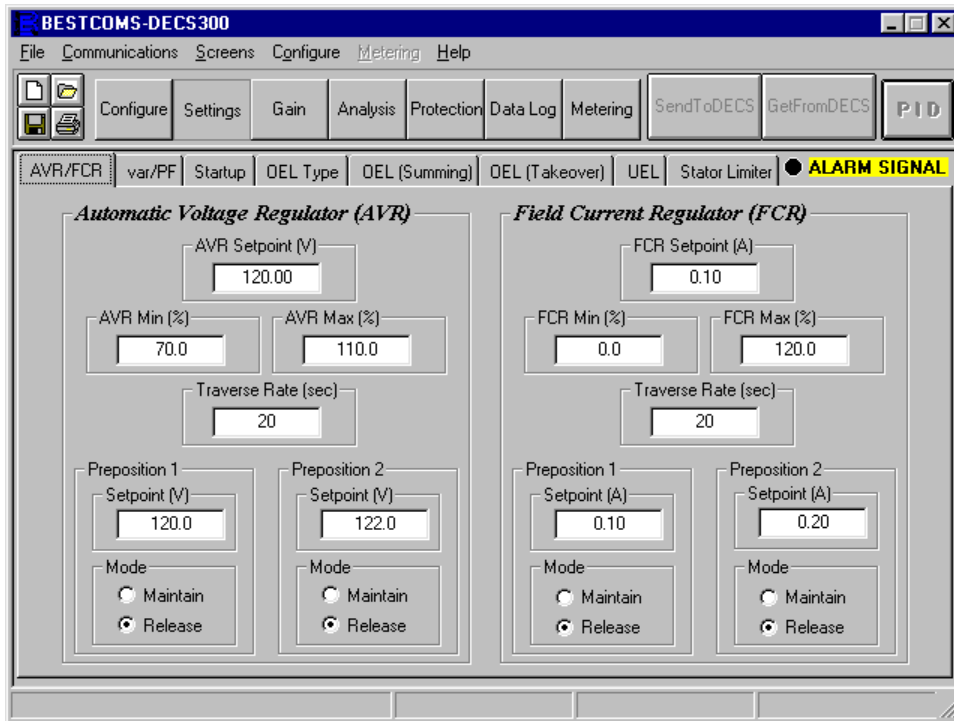 BESTCOMS-DECS300
File Communications Screens Configure Metering Help
Configure Settings Gain Analysis Protection Data Log Metering SendToDECS GetFromDECS PID
AVR/FCR var/PF Startup OEL Type OEL (Summing) OEL (Takeover) UEL Stator Limiter ALARM SIGNAL
Automatic Voltage Regulator (AVR)
AVR Setpoint (V)
120.00
AVR Min (%) AVR Max (%)
70.0 110.0
Traverse Rate (sec)
20
Preposition 1 Preposition 2
Setpoint (V) Setpoint (V)
120.0 122.0
Mode Mode
Maintain Maintain
Release Release
Field Current Regulator (FCR)
FCR Setpoint (A)
0.10
FCR Min (%) FCR Max (%)
0.0 120.0
Traverse Rate (sec)
20
Preposition 1 Preposition 2
Setpoint (A) Setpoint (A)
0.10 0.20
Mode Mode
Maintain Maintain
Release Release